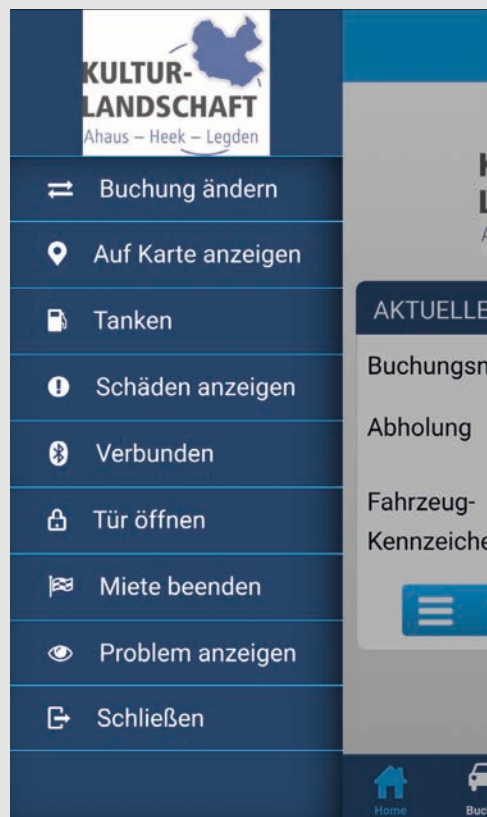 KULTUR-
LANDSCHAFT
Ahaus – Heek – Legden
Buchung ändern
Auf Karte anzeigen
Tanken
Schäden anzeigen
Verbunden
Tür öffnen
Miete beenden
Problem anzeigen
Schließen
AKTUELLE
Abholung
Fahrzeug-
Home